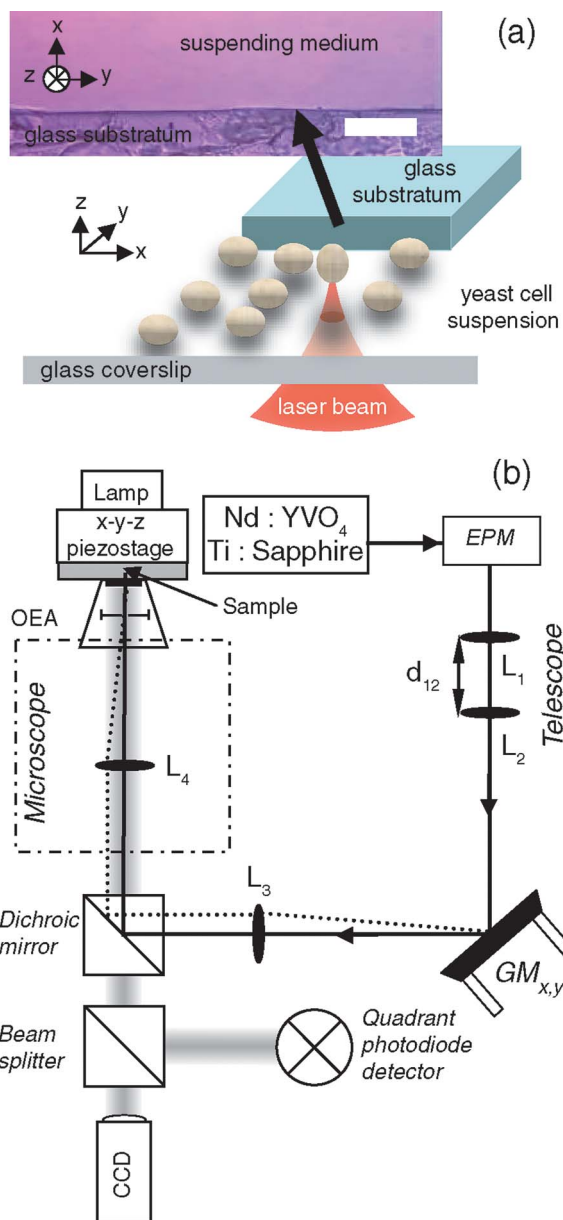 (a)
x
suspending medium
z
y
glass substratum
glass
substratum
z
y
x
yeast cell
suspension
glass coverslip
laser beam
(b)
Lamp
x-y-z
piezostage
Nd : YVO4
Ti : Sapphire
EPM
Sample
OEA
L1
d12
L2
Telescope
Microscope
L4
L3
Dichroic
mirror
GMx,y
Beam
splitter
Quadrant
photodiode
detector
CCD